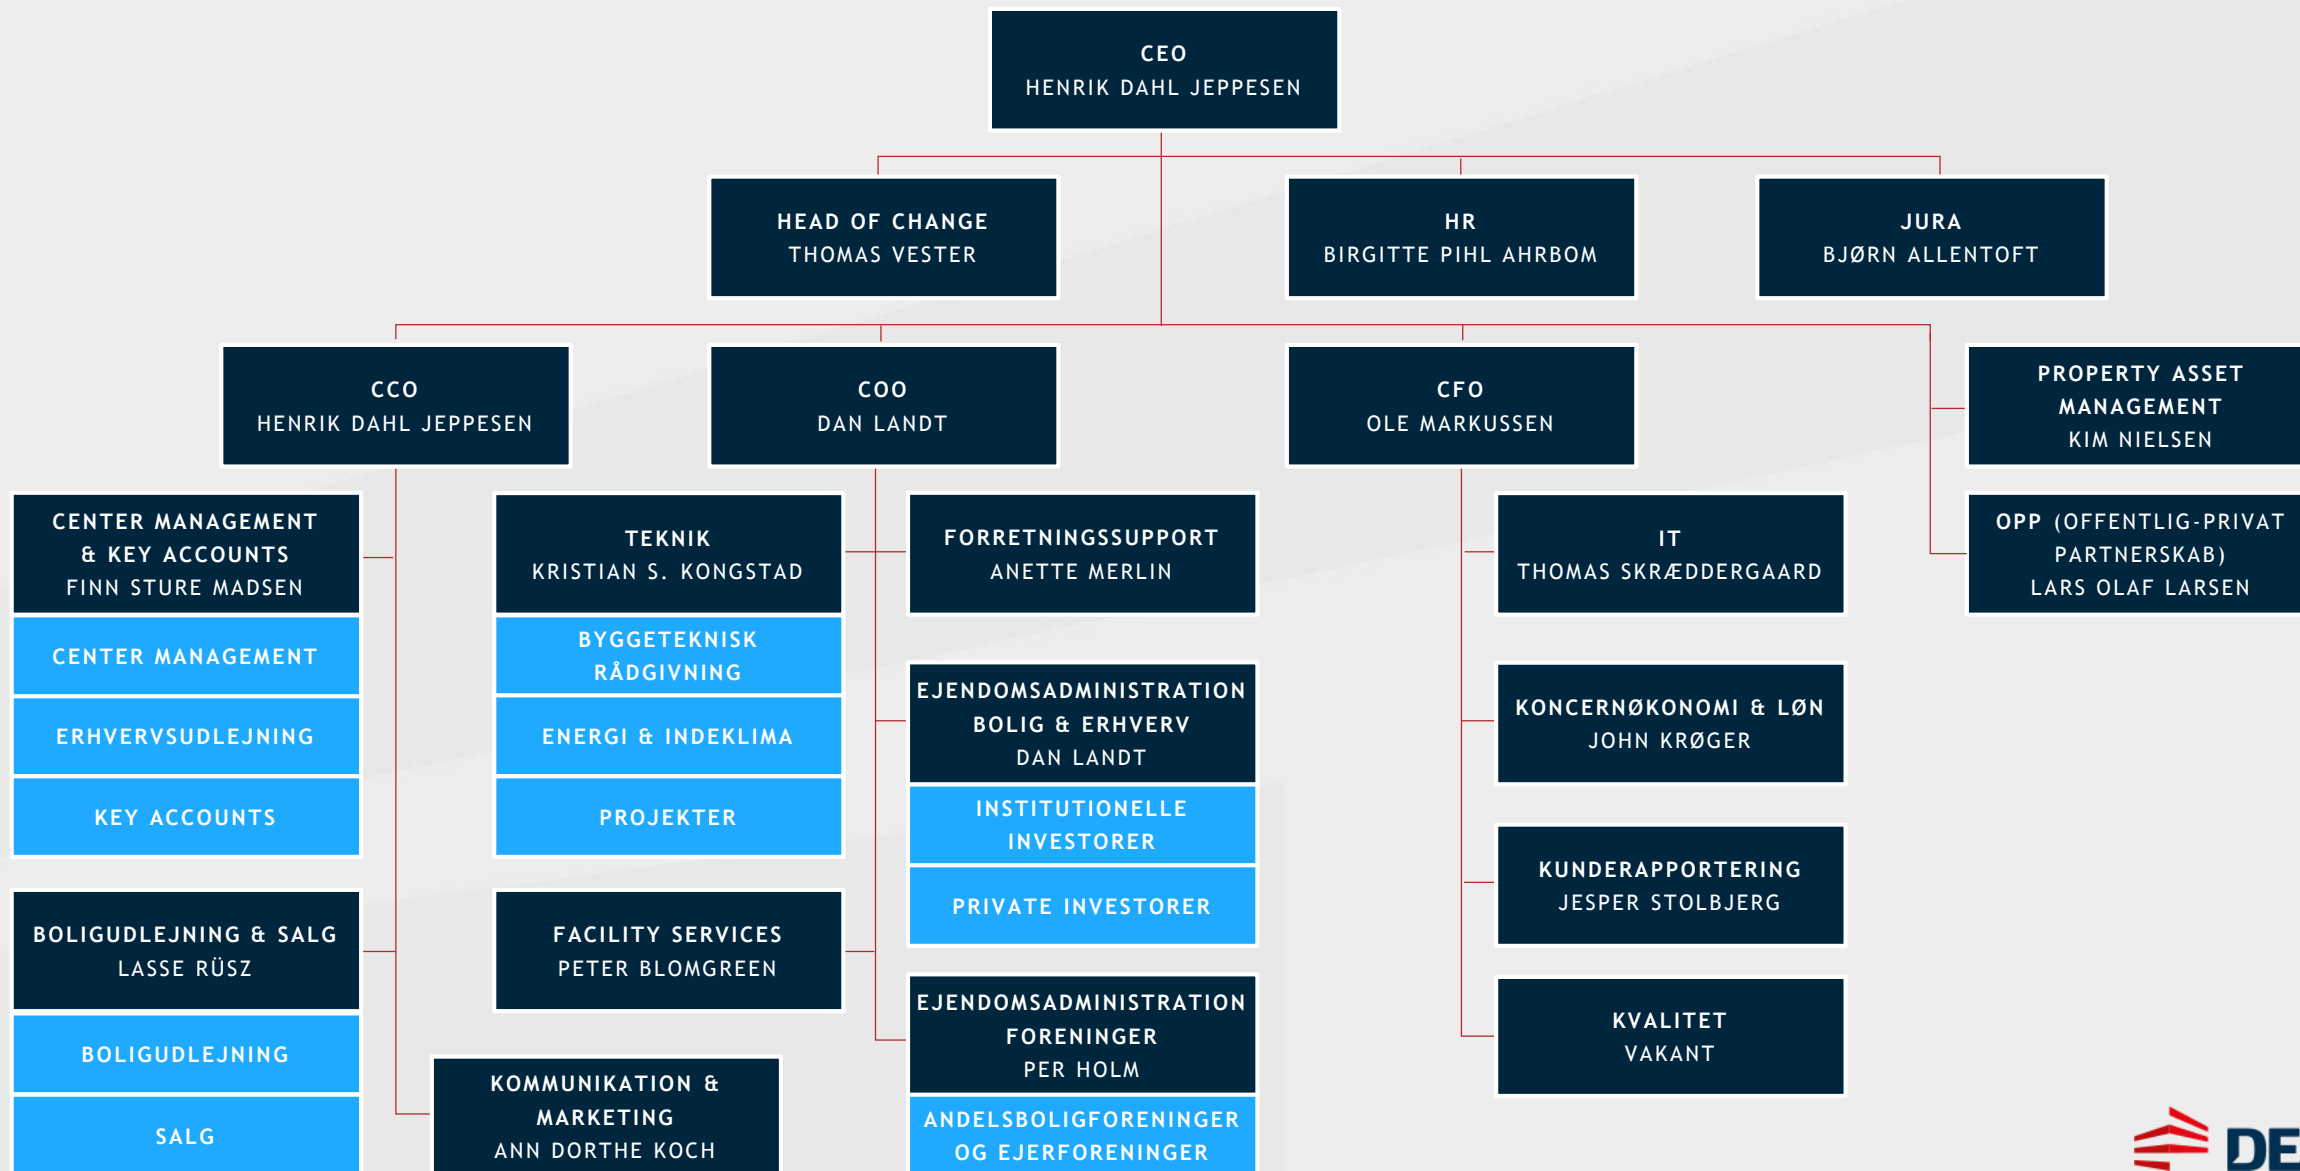 CEO
HENRIK DAHL JEPPESEN
HEAD OF CHANGE
THOMAS VESTER
HR
BIRGITTE PIHL AHRBOM
JURA
BJØRN ALLENTOFT
CCO
HENRIK DAHL JEPPESEN
COO
DAN LANDT
CFO
OLE MARKUSSEN
PROPERTY ASSET
MANAGEMENT
KIM NIELSEN
OPP (OFFENTLIG-PRIVAT
PARTNERSKAB)
LARS OLAF LARSEN
CENTER MANAGEMENT
& KEY ACCOUNTS
FINN STURE MADSEN
CENTER MANAGEMENT
ERHVERVSUDLEJNING
KEY ACCOUNTS
BOLIGUDLEJNING & SALG
LASSE RÜSZ
BOLIGUDLEJNING
SALG
KOMMUNIKATION &
MARKETING
ANN DORTHE KOCH
TEKNIK
KRISTIAN S. KONGSTAD
BYGGETEKNISK
RÅDGIVNING
ENERGI & INDEKLIMA
PROJEKTER
FACILITY SERVICES
PETER BLOMGREEN
FORRETNINGSSUPPORT
ANETTE MERLIN
EJENDOMSADMINISTRATION
BOLIG & ERHVERV
DAN LANDT
INSTITUTIONELLE
INVESTORER
PRIVATE INVESTORER
EJENDOMSADMINISTRATION
FORENINGER
PER HOLM
ANDELSBOLIGFORENINGER
OG EJERFORENINGER
IT
THOMAS SKRÆDDERGAARD
KONCERNØKONOMI & LØN
JOHN KRØGER
KUNDERAPPORTERING
JESPER STOLBJERG
KVALITET
VAKANT